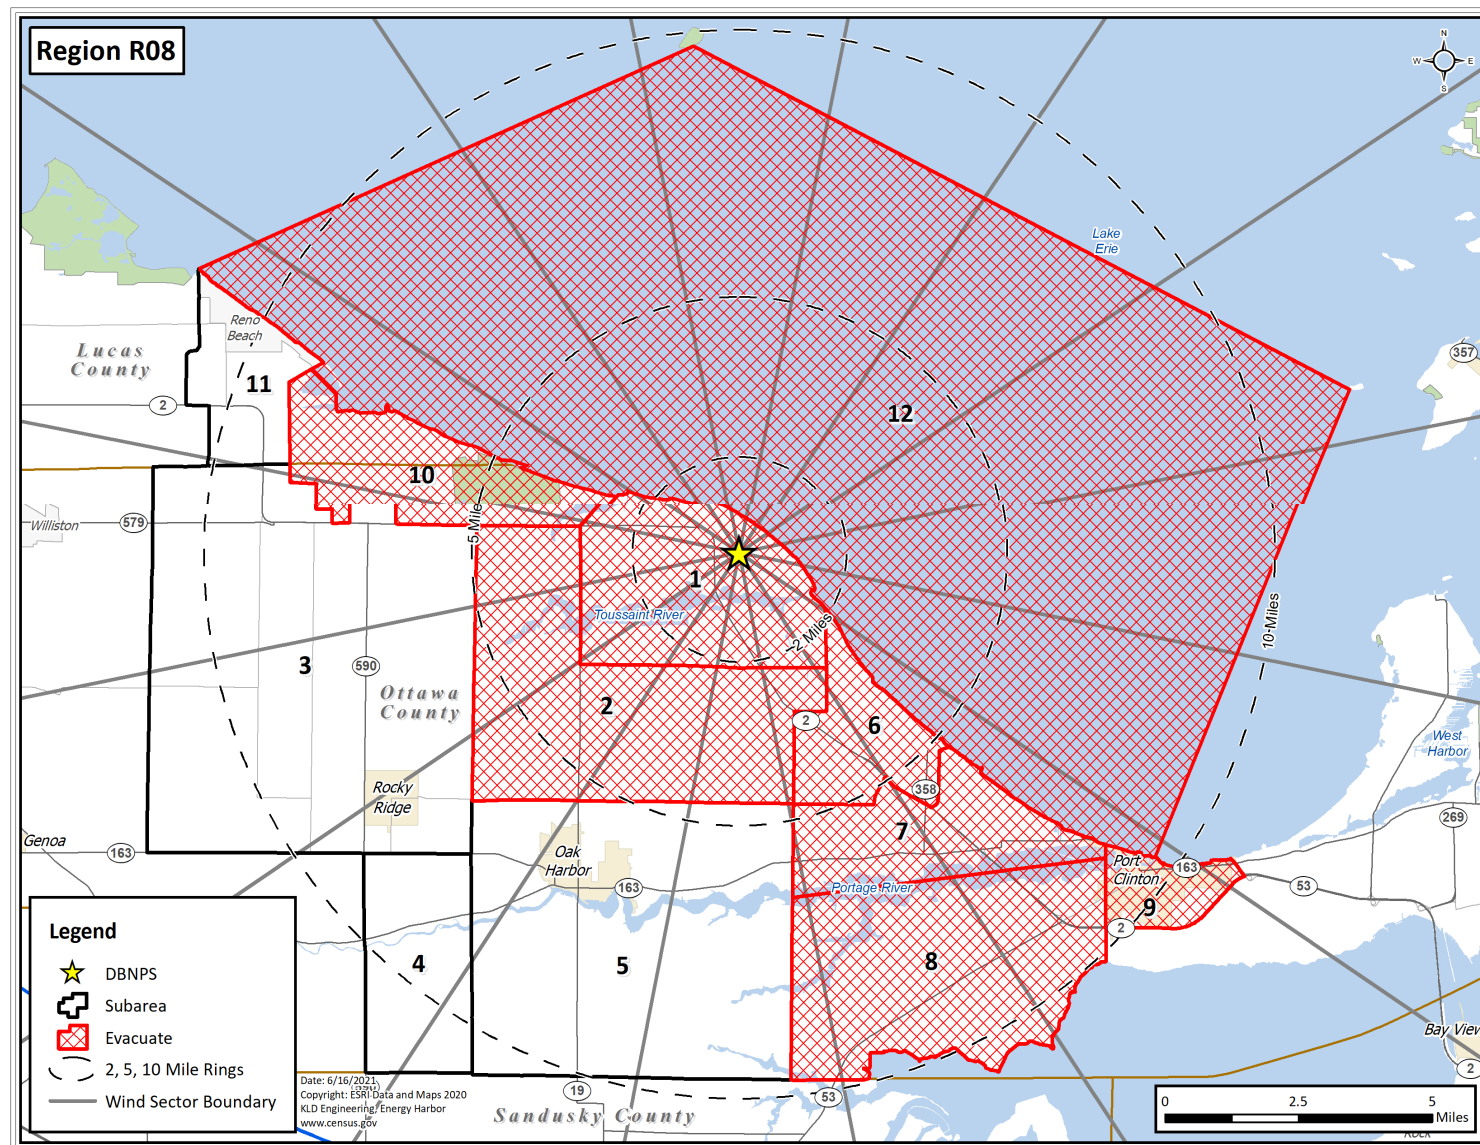 Region R08
N
W
E
S
Lake
Erie
Reno
Beach
Lucas
County
357
11
2
12
10
Williston
579
5 Mile
1
Toussaint River
2 Miles
10 Miles
3
590
Ottawa
County
2
2
6
West
Harbor
Rocky
Ridge
358
269
Genoa
163
7
Oak
Harbor
Port
Clinton
163
163
Portage River
53
9
2
Legend
DBNPS
Subarea
Evacuate
2, 5, 10 Mile Rings
Wind Sector Boundary
4
5
8
Bay View
2
Date: 6/16/2021
Copyright: ESRI Data and Maps 2020
KLD Engineering, Energy Harbor
www.census.gov
590
19
53
Sandusky County
0
2.5
5
Miles